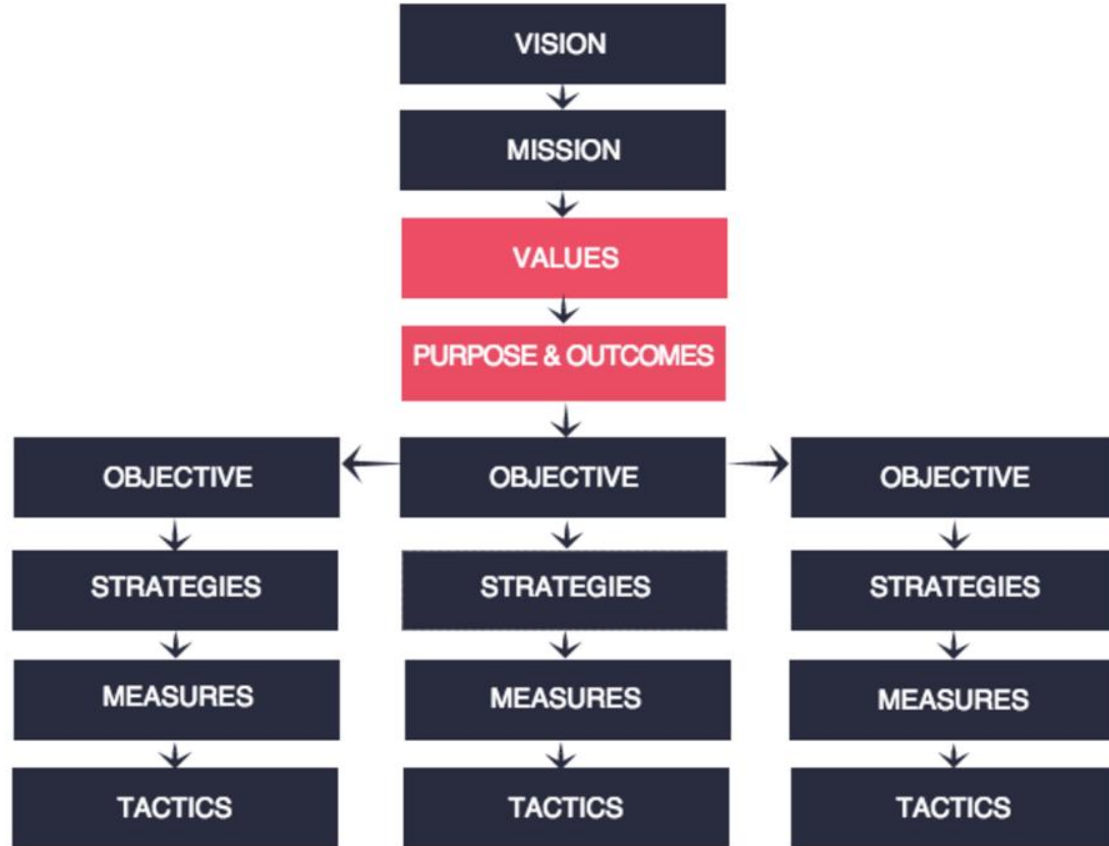 VISION
MISSION
VALUES
PURPOSE & OUTCOMES
OBJECTIVE
OBJECTIVE
OBJECTIVE
STRATEGIES
STRATEGIES
STRATEGIES
MEASURES
MEASURES
MEASURES
TACTICS
TACTICS
TACTICS